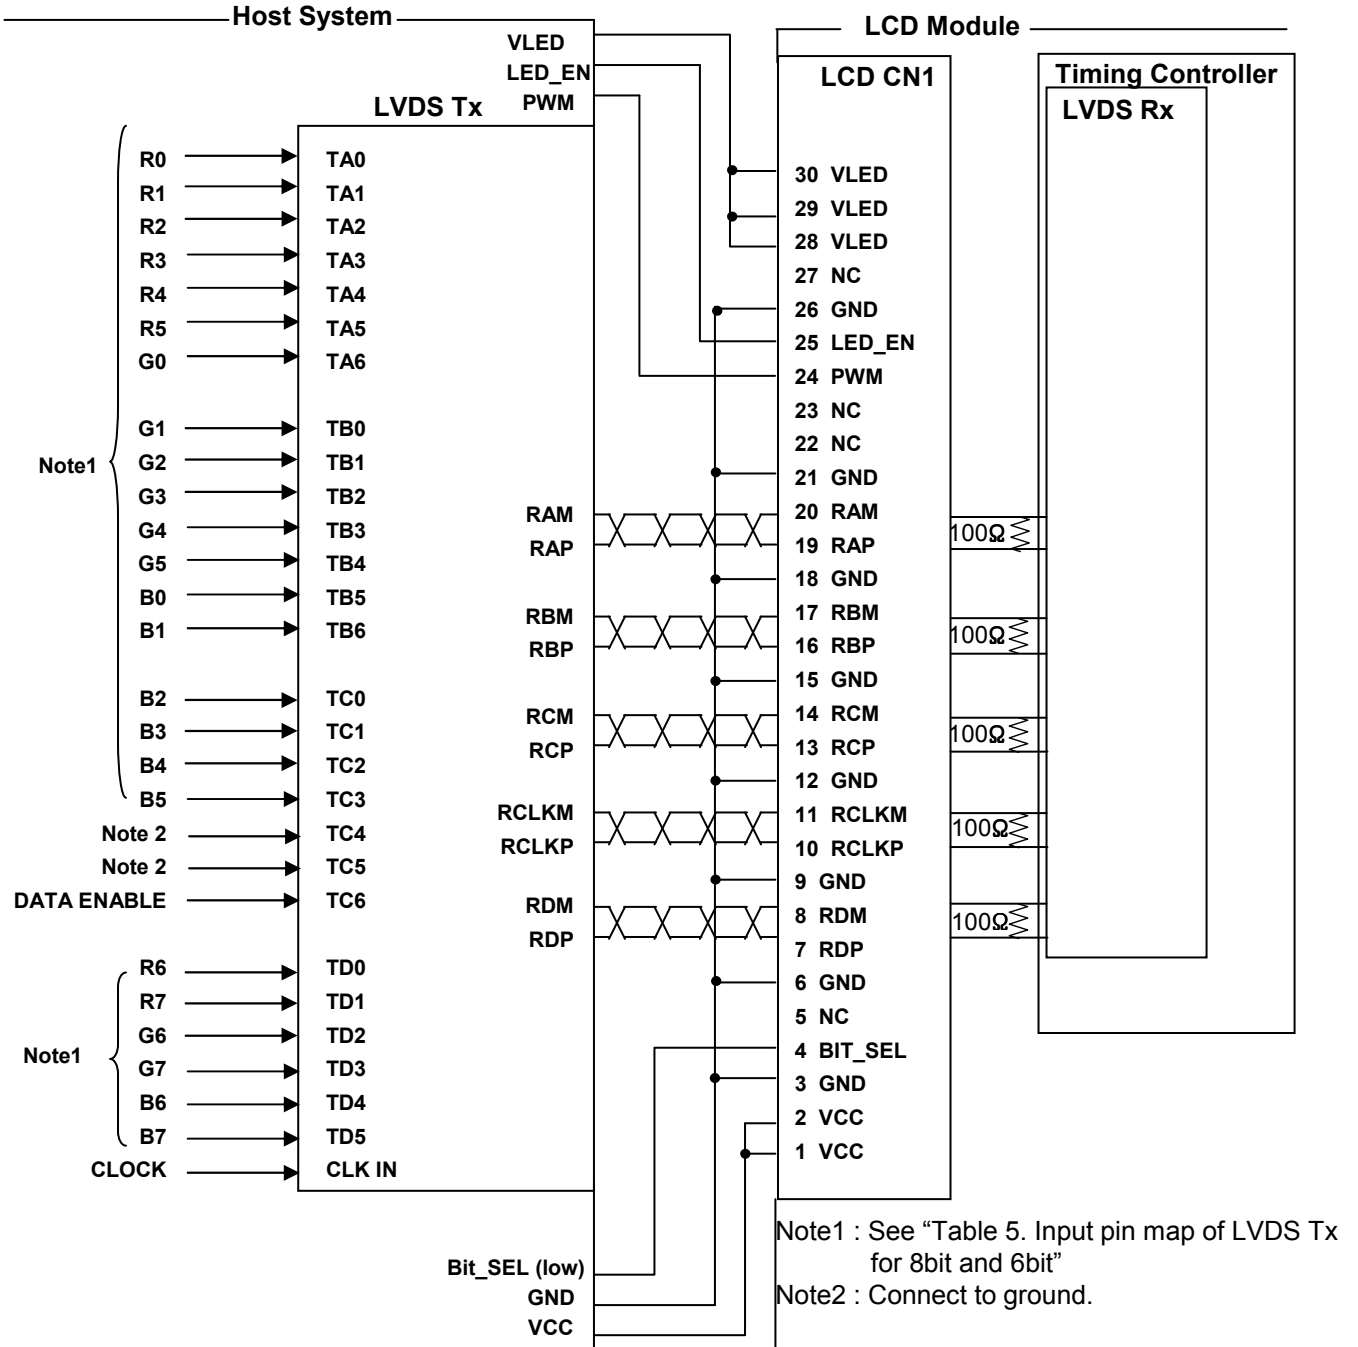 Host System
LCD Module
VLED
LED_EN
PWM
LVDS Tx
LCD CN1
Timing Controller
LVDS Rx
R0 TA0
R1 TA1
R2 TA2
R3 TA3
R4 TA4
R5 TA5
G0 TA6
G1 TB0
G2 TB1
G3 TB2
G4 TB3
G5 TB4
B0 TB5
B1 TB6
B2 TC0
B3 TC1
B4 TC2
B5 TC3
Note1
Note 2 TC4
Note 2 TC5
DATA ENABLE TC6
R6 TD0
R7 TD1
G6 TD2
G7 TD3
B6 TD4
B7 TD5
Note1
CLOCK CLK IN
RAM
RAP
RBM
RBP
RCM
RCP
RCLKM
RCLKP
RDM
RDP
Bit_SEL (low)
GND
VCC
30 VLED
29 VLED
28 VLED
27 NC
26 GND
25 LED_EN
24 PWM
23 NC
22 NC
21 GND
20 RAM
19 RAP
18 GND
17 RBM
16 RBP
15 GND
14 RCM
13 RCP
12 GND
11 RCLKM
10 RCLKP
9 GND
8 RDM
7 RDP
6 GND
5 NC
4 BIT_SEL
3 GND
2 VCC
1 VCC
100Ω
100Ω
100Ω
100Ω
100Ω
Note1 : See “Table 5. Input pin map of LVDS Tx
for 8bit and 6bit”
Note2 : Connect to ground.